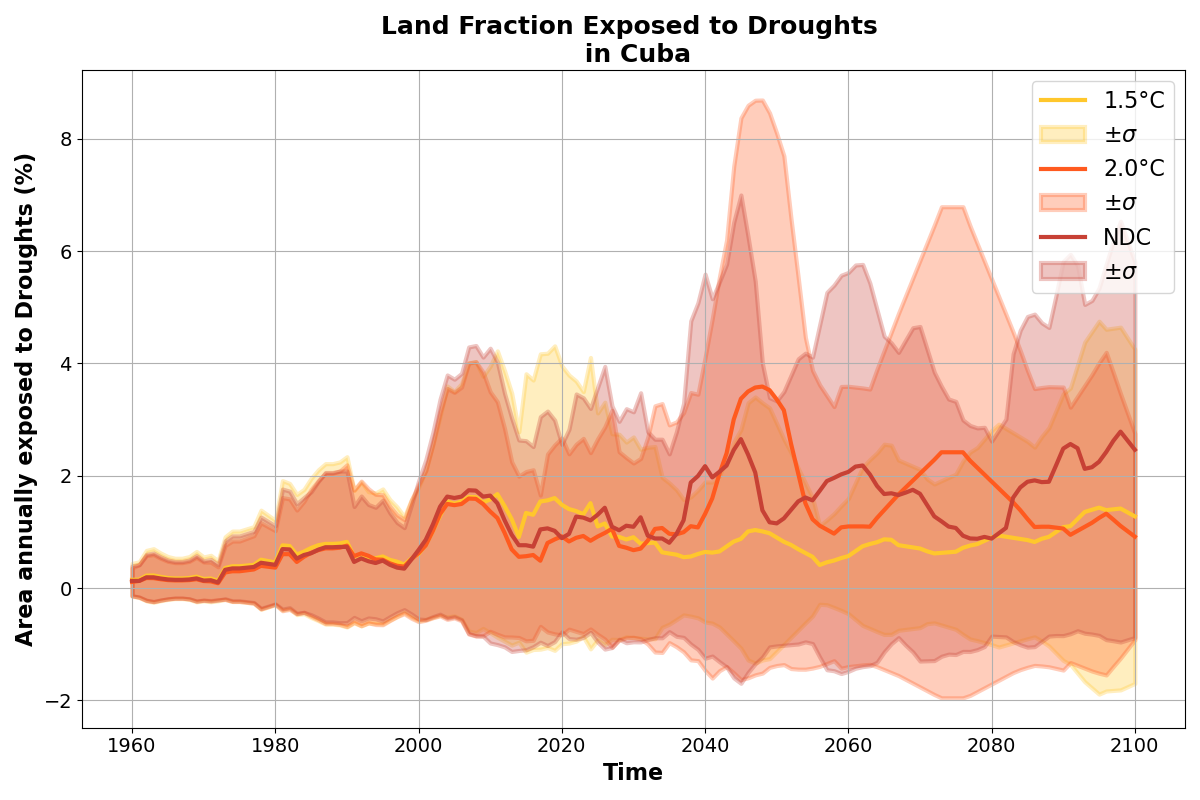 Land Fraction Exposed to Droughts
in Cuba
Area annually exposed to Droughts (%)
8
6
4
2
0
−2
1960
1980
2000
2020
2040
2060
2080
2100
Time
1.5°C
±σ
2.0°C
±σ
NDC
±σ